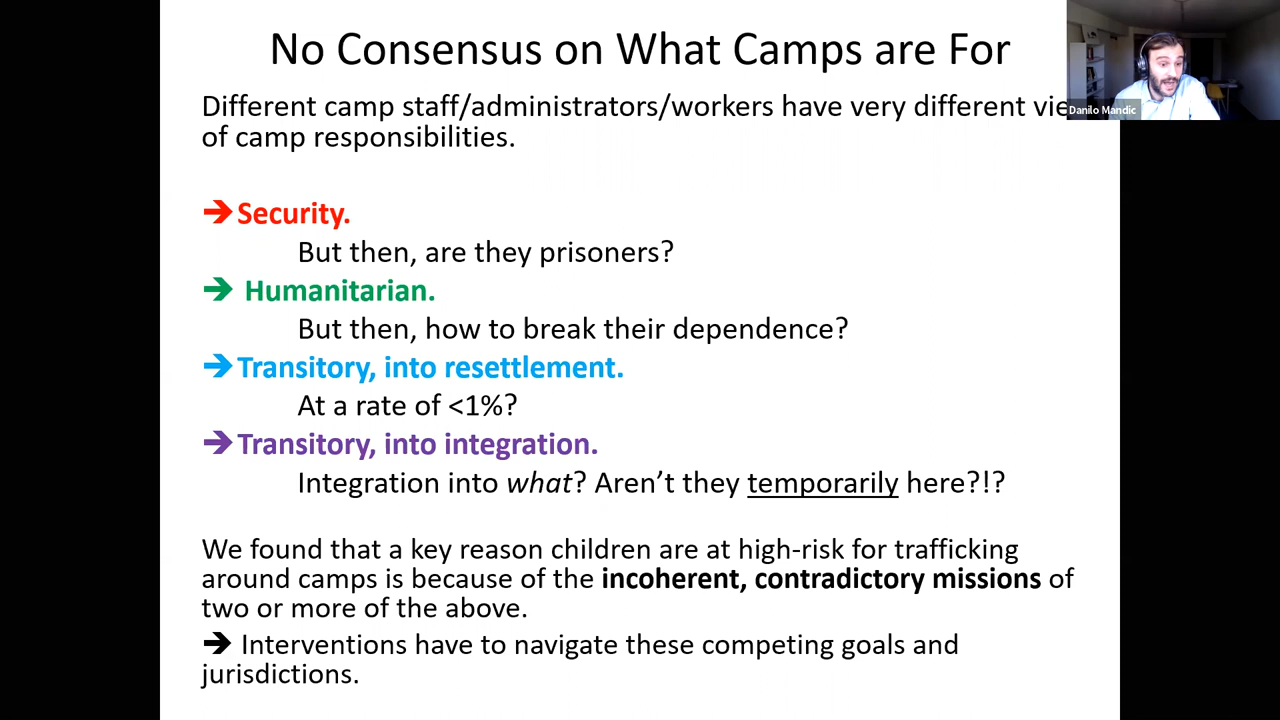 No Consensus on What Camps are For
Different camp staff/administrators/workers have very different vie
of camp responsibilities.
➔Security.
But then, are they prisoners?
➔ Humanitarian.
But then, how to break their dependence?
➔Transitory, into resettlement.
At a rate of <1%?
➔Transitory, into integration.
Integration into what? Aren’t they temporarily here?!?
We found that a key reason children are at high-risk for trafficking
around camps is because of the incoherent, contradictory missions of
two or more of the above.
➔ Interventions have to navigate these competing goals and
jurisdictions.
Danilo Mandic